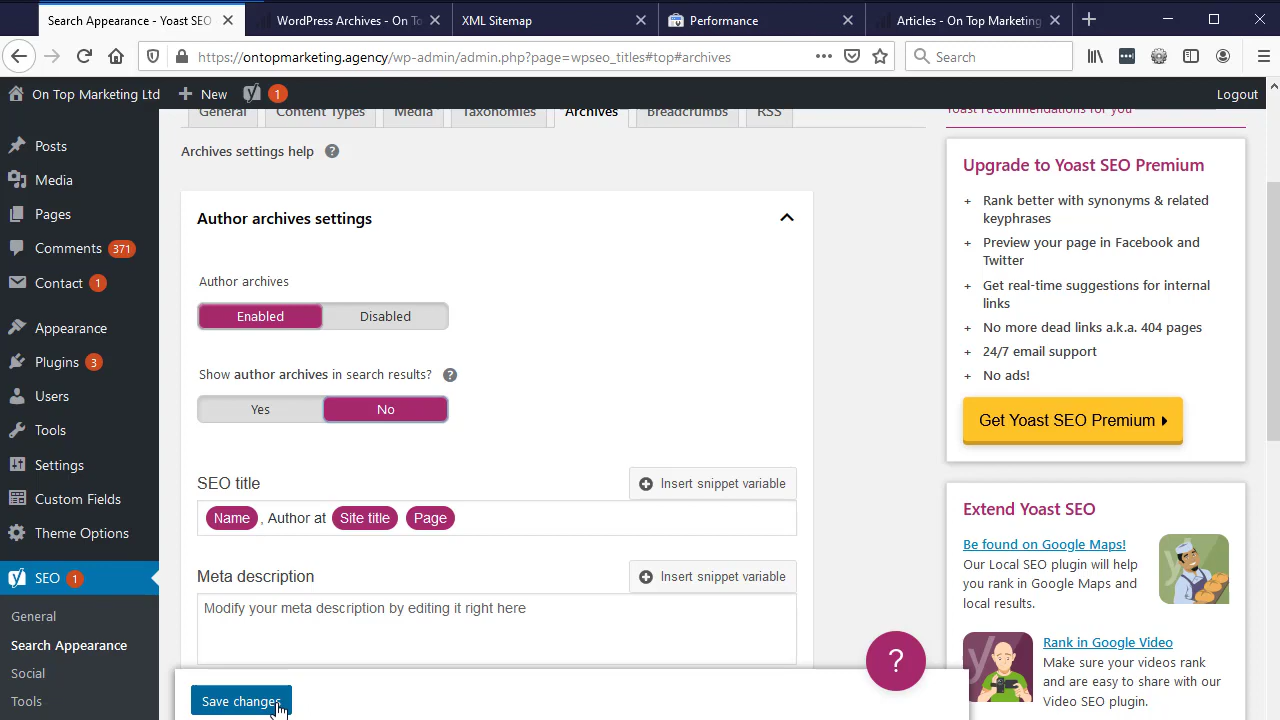 Search Appearance - Yoast SEO
WordPress Archives - On To
XML Sitemap
Performance
Articles - On Top Marketing
https://ontopmarketing.agency/wp-admin/admin.php?page=wpseo_titles#top#archives
Search
On Top Marketing Ltd
New
1
Logout
Posts
Media
Pages
Comments 371
Contact 1
Appearance
Plugins 3
Users
Tools
Settings
Custom Fields
Theme Options
SEO 1
General
Search Appearance
Social
Tools
General
Content Types
Media
Taxonomies
Archives
Breadcrumbs
RSS
Archives settings help ?
Author archives settings
Author archives
Enabled
Disabled
Show author archives in search results? ?
Yes
No
SEO title
Insert snippet variable
Name , Author at Site title Page
Meta description
Insert snippet variable
Modify your meta description by editing it right here
Save changes
?
Yoast recommendations for you
Upgrade to Yoast SEO Premium
+ Rank better with synonyms & related
keyphrases
+ Preview your page in Facebook and
Twitter
+ Get real-time suggestions for internal
links
+ No more dead links a.k.a. 404 pages
+ 24/7 email support
+ No ads!
Get Yoast SEO Premium
Extend Yoast SEO
Be found on Google Maps!
Our Local SEO plugin will help
you rank in Google Maps and
local results.
Rank in Google Video
Make sure your videos rank
and are easy to share with our
Video SEO plugin.